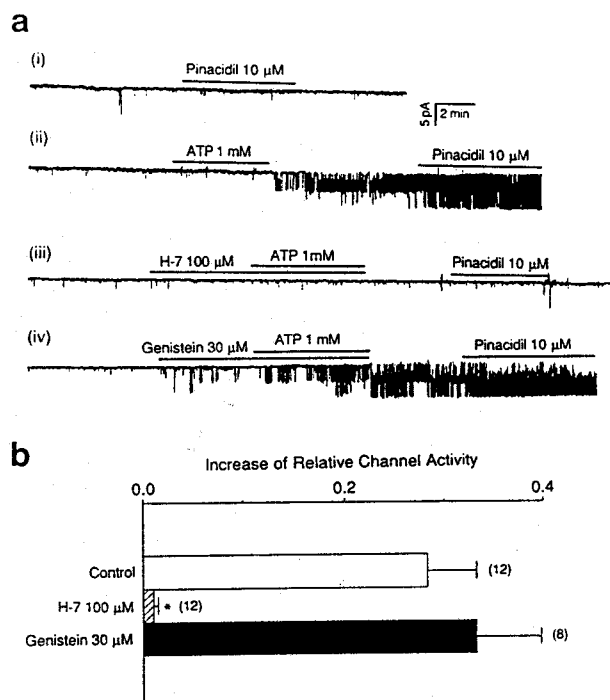 a
(i)
Pinacidil 10 µM
5 pA
2 min
(ii)
ATP 1 mM
Pinacidil 10 µM
(iii)
H-7 100 µM
ATP 1mM
Pinacidil 10 µM
(iv)
Genistein 30 µM
ATP 1 mM
Pinacidil 10 µM
b
Increase of Relative Channel Activity
0.0 0.2 0.4
Control (12)
H-7 100 µM * (12)
Genistein 30 µM (8)